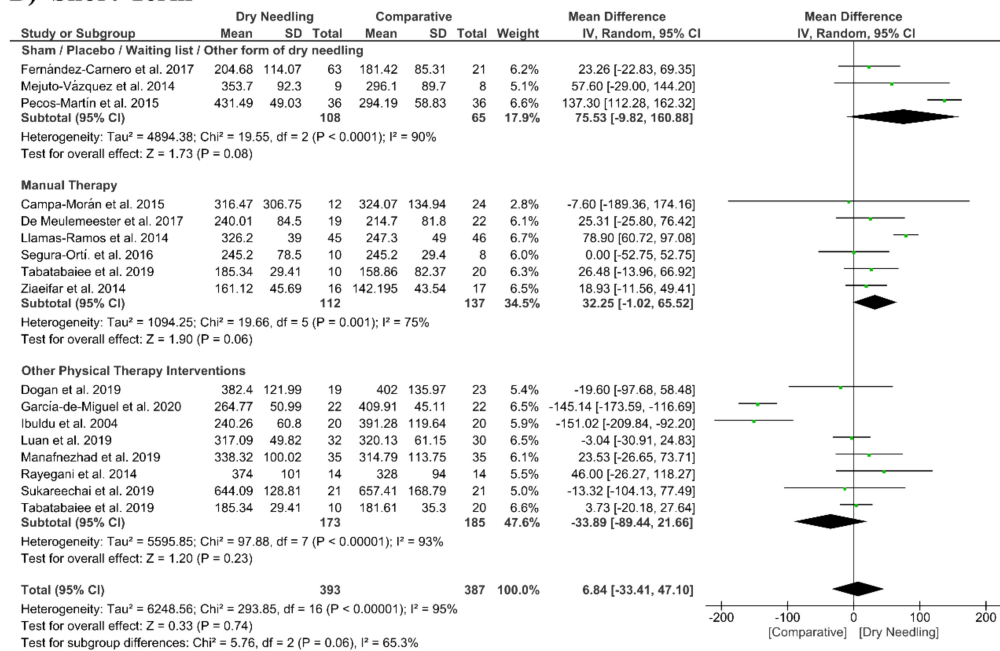 Dry Needling Comparative Mean Difference Mean Difference
Study or Subgroup Mean SD Total Mean SD Total Weight IV, Random, 95% CI IV, Random, 95% CI
Sham / Placebo / Waiting list / Other form of dry needling
Fernández-Carnero et al. 2017 204.68 114.07 63 181.42 85.31 21 6.2% 23.26 [-22.83, 69.35]
Mejuto-Vázquez et al. 2014 353.7 92.3 9 296.1 89.7 8 5.1% 57.60 [-29.00, 144.20]
Pecos-Martín et al. 2015 431.49 49.03 36 294.19 58.83 36 6.6% 137.30 [112.28, 162.32]
Subtotal (95% CI) 108 65 17.9% 75.53 [-9.82, 160.88]
Heterogeneity: Tau² = 4894.38; Chi² = 19.55, df = 2 (P < 0.0001); I² = 90%
Test for overall effect: Z = 1.73 (P = 0.08)
Manual Therapy
Campa-Morán et al. 2015 316.47 306.75 12 324.07 134.94 24 2.8% -7.60 [-189.36, 174.16]
De Meulemeester et al. 2017 240.01 84.5 19 214.7 81.8 22 6.1% 25.31 [-25.80, 76.42]
Llamas-Ramos et al. 2014 326.2 39 45 247.3 49 46 6.7% 78.90 [60.72, 97.08]
Segura-Ortí. et al. 2016 245.2 78.5 10 245.2 29.4 8 6.0% 0.00 [-52.75, 52.75]
Tabatabaiee et al. 2019 185.34 29.41 10 158.86 82.37 20 6.3% 26.48 [-13.96, 66.92]
Ziaeifar et al. 2014 161.12 45.69 16 142.195 43.54 17 6.5% 18.93 [-11.56, 49.41]
Subtotal (95% CI) 112 137 34.5% 32.25 [-1.02, 65.52]
Heterogeneity: Tau² = 1094.25; Chi² = 19.66, df = 5 (P = 0.001); I² = 75%
Test for overall effect: Z = 1.90 (P = 0.06)
Other Physical Therapy Interventions
Dogan et al. 2019 382.4 121.99 19 402 135.97 23 5.4% -19.60 [-97.68, 58.48]
García-de-Miguel et al. 2020 264.77 50.99 22 409.91 45.11 22 6.5% -145.14 [-173.59, -116.69]
Ibuldu et al. 2004 240.26 60.8 20 391.28 119.64 20 5.9% -151.02 [-209.84, -92.20]
Luan et al. 2019 317.09 49.82 32 320.13 61.15 30 6.5% -3.04 [-30.91, 24.83]
Manafnezhad et al. 2019 338.32 100.02 35 314.79 113.75 35 6.1% 23.53 [-26.65, 73.71]
Rayegani et al. 2014 374 101 14 328 94 14 5.5% 46.00 [-26.27, 118.27]
Sukareechai et al. 2019 644.09 128.81 21 657.41 168.79 21 5.0% -13.32 [-104.13, 77.49]
Tabatabaiee et al. 2019 185.34 29.41 10 181.61 35.3 20 6.6% 3.73 [-20.18, 27.64]
Subtotal (95% CI) 173 185 47.6% -33.89 [-89.44, 21.66]
Heterogeneity: Tau² = 5595.85; Chi² = 97.88, df = 7 (P < 0.00001); I² = 93%
Test for overall effect: Z = 1.20 (P = 0.23)
Total (95% CI) 393 387 100.0% 6.84 [-33.41, 47.10]
Heterogeneity: Tau² = 6248.56; Chi² = 293.85, df = 16 (P < 0.00001); I² = 95%
Test for overall effect: Z = 0.33 (P = 0.74)
Test for subgroup differences: Chi² = 5.76, df = 2 (P = 0.06), I² = 65.3%
-200 -100 0 100 200
[Comparative] [Dry Needling]